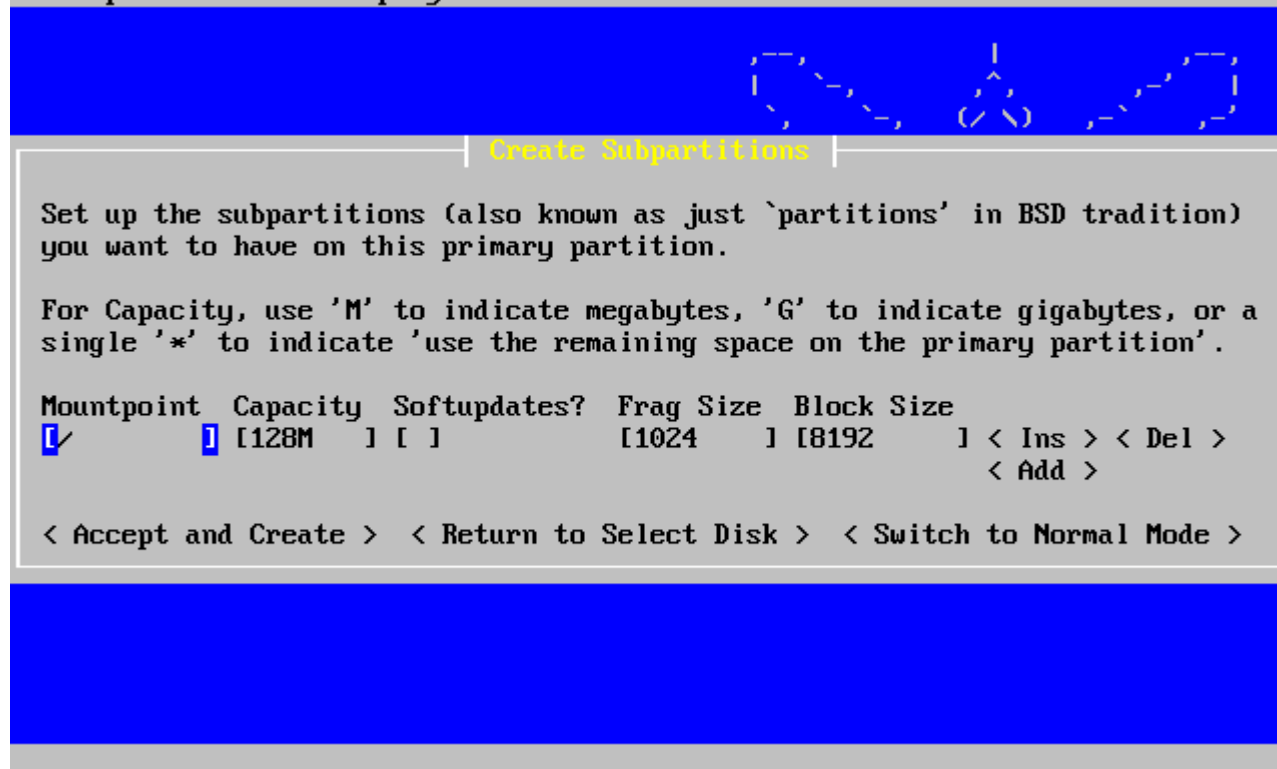 Create Subpartitions
Set up the subpartitions (also known as just `partitions' in BSD tradition)
you want to have on this primary partition.
For Capacity, use 'M' to indicate megabytes, 'G' to indicate gigabytes, or a
single '*' to indicate 'use the remaining space on the primary partition'.
Mountpoint Capacity Softupdates? Frag Size Block Size
[/ ] [128M ] [ ] [1024 ] [8192 ] < Ins > < Del >
< Add >
< Accept and Create > < Return to Select Disk > < Switch to Normal Mode >